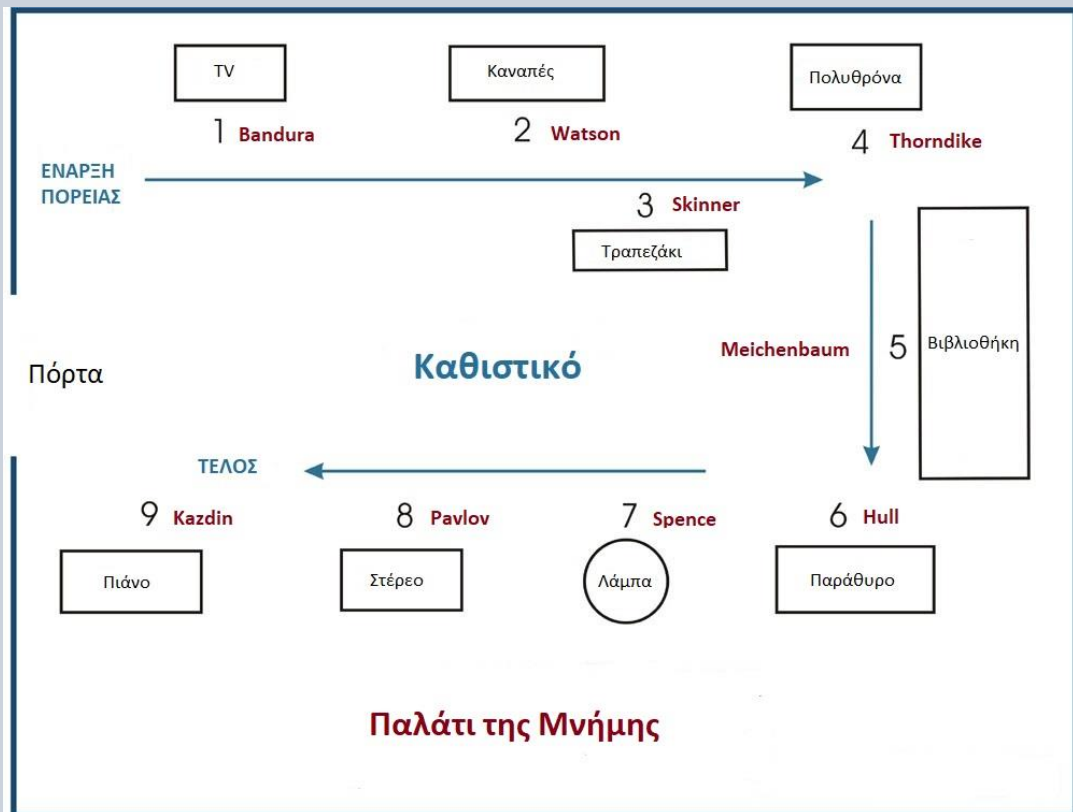 TV
Καναπές
Πολυθρόνα
1 Bandura
2 Watson
4 Thorndike
ΕΝΑΡΞΗ
ΠΟΡΕΙΑΣ
3 Skinner
Τραπεζάκι
Meichenbaum 5
Βιβλιοθήκη
Πόρτα
Καθιστικό
ΤΕΛΟΣ
9 Kazdin
8 Pavlov
7 Spence
6 Hull
Πιάνο
Στέρεο
Λάμπα
Παράθυρο
Παλάτι της Μνήμης